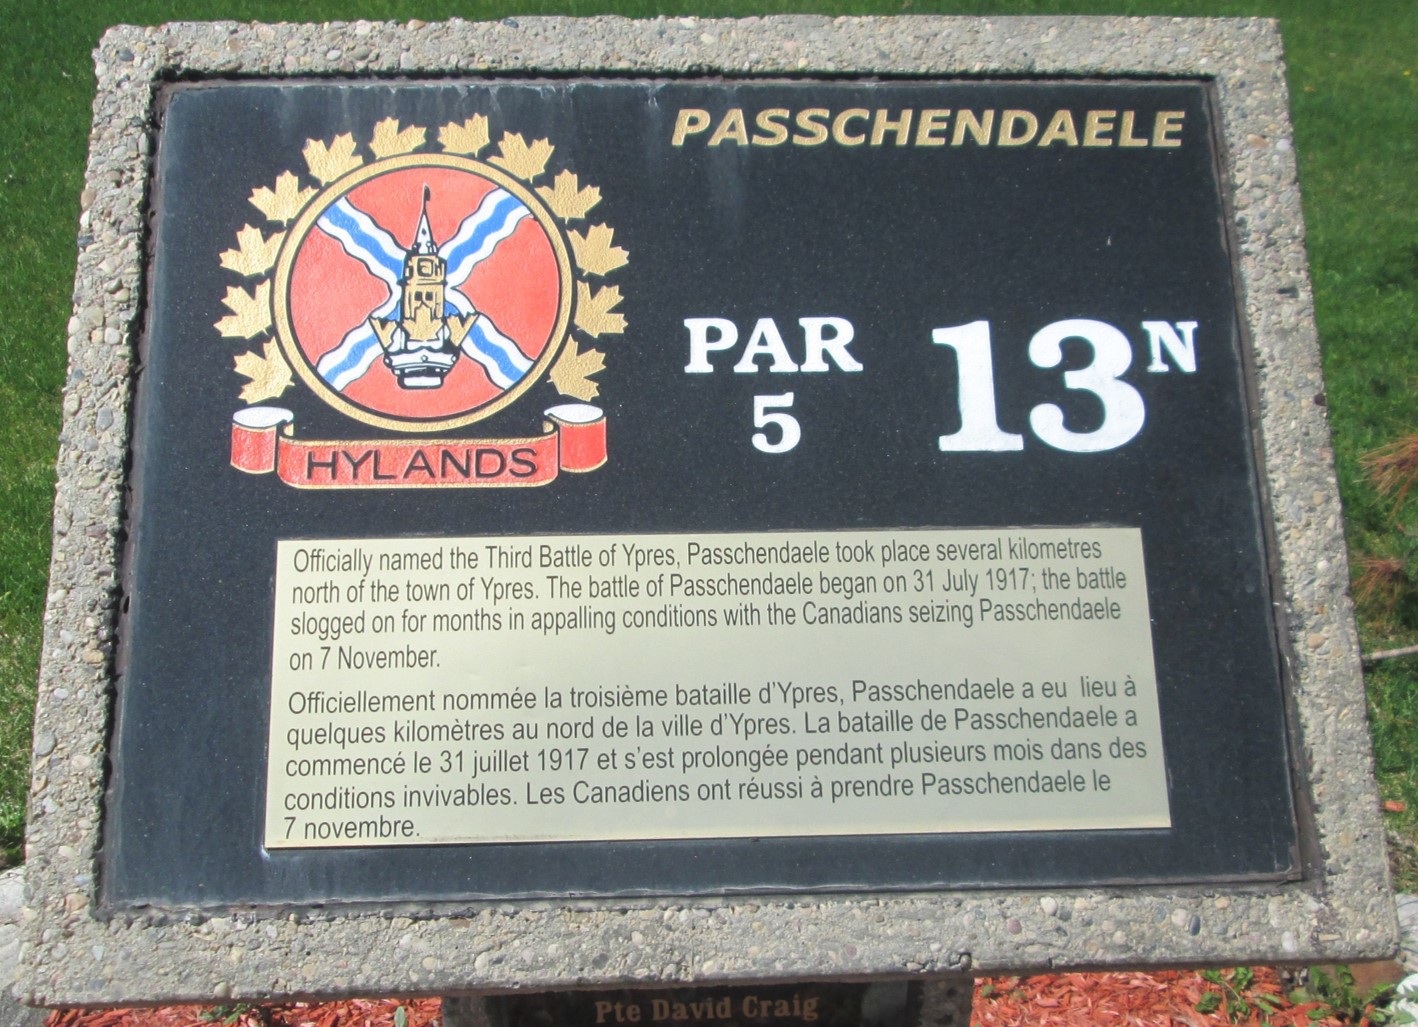 PASSCHENDAELE
HYLANDS
PAR
5
13N
Officially named the Third Battle of Ypres, Passchendaele took place several kilometres
north of the town of Ypres. The battle of Passchendaele began on 31 July 1917; the battle
slogged on for months in appalling conditions with the Canadians seizing Passchendaele
on 7 November.
Officiellement nommée la troisième bataille d'Ypres, Passchendaele a eu lieu à
quelques kilomètres au nord de la ville d'Ypres. La bataille de Passchendaele a
commencé le 31 juillet 1917 et s'est prolongée pendant plusieurs mois dans des
conditions invivables. Les Canadiens ont réussi à prendre Passchendaele le
7 novembre.
Pte David Craig